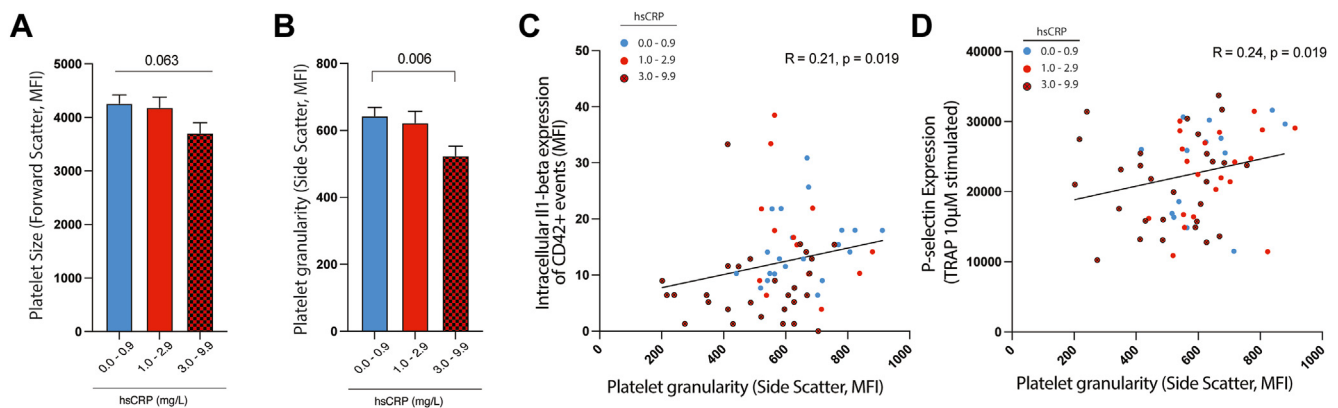 A
Platelet Size (Forward Scatter, MFI)
5000
4000
3000
2000
1000
0
0.063
0.0 - 0.9
1.0 - 2.9
3.0 - 9.9
hsCRP (mg/L)
B
Platelet granularity(Side Scatter, MFI)
800
600
400
200
0
0.006
0.0 - 0.9
1.0 - 2.9
3.0 - 9.9
hsCRP (mg/L)
C
hsCRP
0.0 - 0.9
1.0 - 2.9
3.0 - 9.9
R = 0.21, p = 0.019
Intracellular Il1-beta expression
of CD42+ events (MFI)
50
40
30
20
10
0
0
200
400
600
800
1000
Platelet granularity (Side Scatter, MFI)
D
hsCRP
0.0 - 0.9
1.0 - 2.9
3.0 - 9.9
R = 0.24, p = 0.019
P-selectin Expression
(TRAP 10μM stimulated)
40000
30000
20000
10000
0
0
200
400
600
800
1000
Platelet granularity (Side Scatter, MFI)